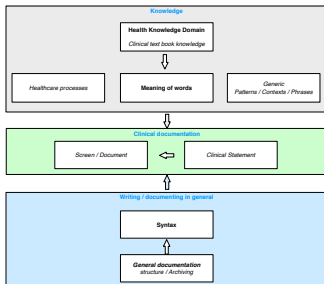 Knowledge
Health Knowledge Domain
Clinical text book knowledge
Healthcare processes
Meaning of words
Generic
Patterns / Contexts / Phrases
Clinical documentation
Screen / Document
Clinical Statement
Writing / documenting in general
Syntax
General documentation
structure / Archiving